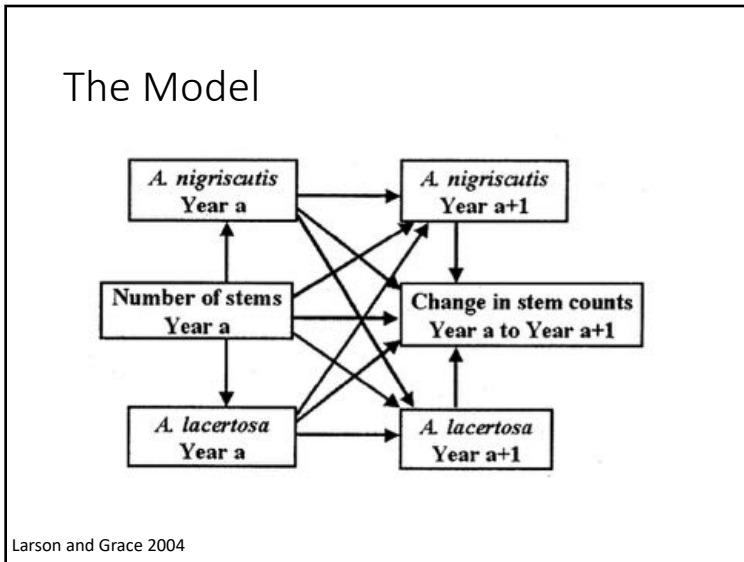 The Model
A. nigriscutis
Year a
A. nigriscutis
Year a+1
Number of stems
Year a
Change in stem counts
Year a to Year a+1
A. lacertosa
Year a
A. lacertosa
Year a+1
Larson and Grace 2004